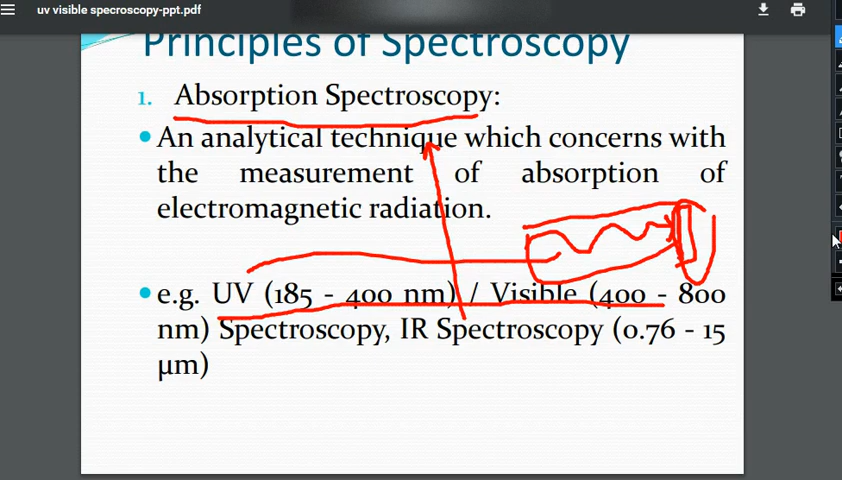 uv visible specroscopy-ppt.pdf
Principles of Spectroscopy
1. Absorption Spectroscopy:
• An analytical technique which concerns with
the measurement of absorption of
electromagnetic radiation.
• e.g. UV (185 - 400 nm) / Visible (400 - 800
nm) Spectroscopy, IR Spectroscopy (0.76 - 15
μm)